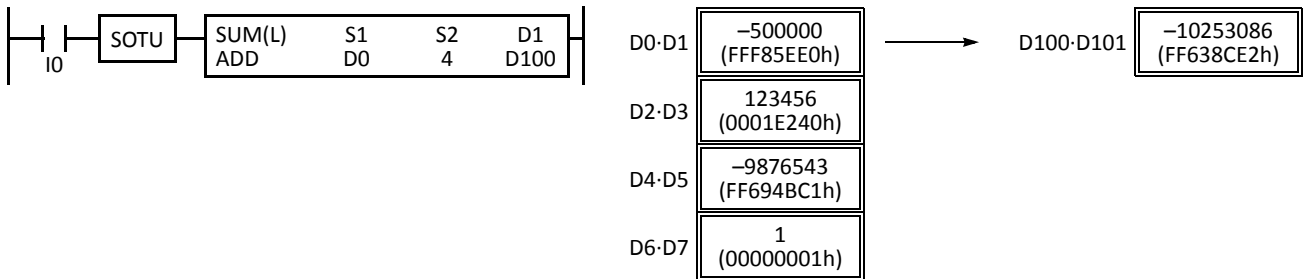 I0
SOTU
SUM(L) S1 S2 D1
ADD D0 4 D100
D0·D1
–500000
(FFF85EE0h)
D100·D101
–10253086
(FF638CE2h)
D2·D3
123456
(0001E240h)
D4·D5
–9876543
(FF694BC1h)
D6·D7
1
(00000001h)